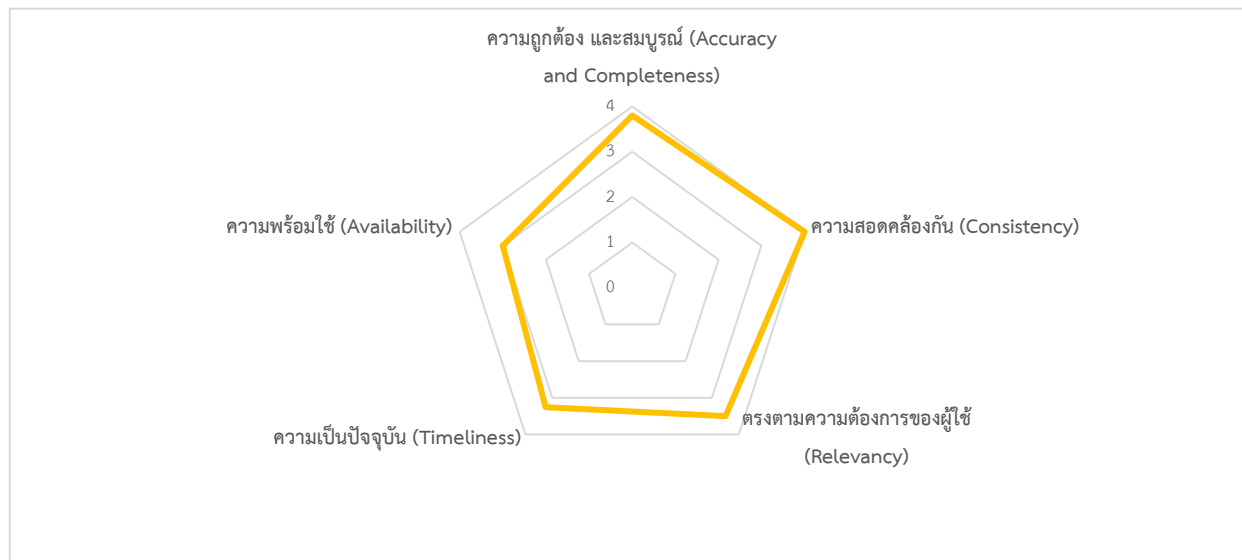 ความถูกต้อง และสมบูรณ์ (Accuracy
and Completeness)
4
3
2
1
0
ความพร้อมใช้ (Availability)
ความสอดคล้องกัน (Consistency)
ความเป็นปัจจุบัน (Timeliness)
ตรงตามความต้องการของผู้ใช้
(Relevancy)